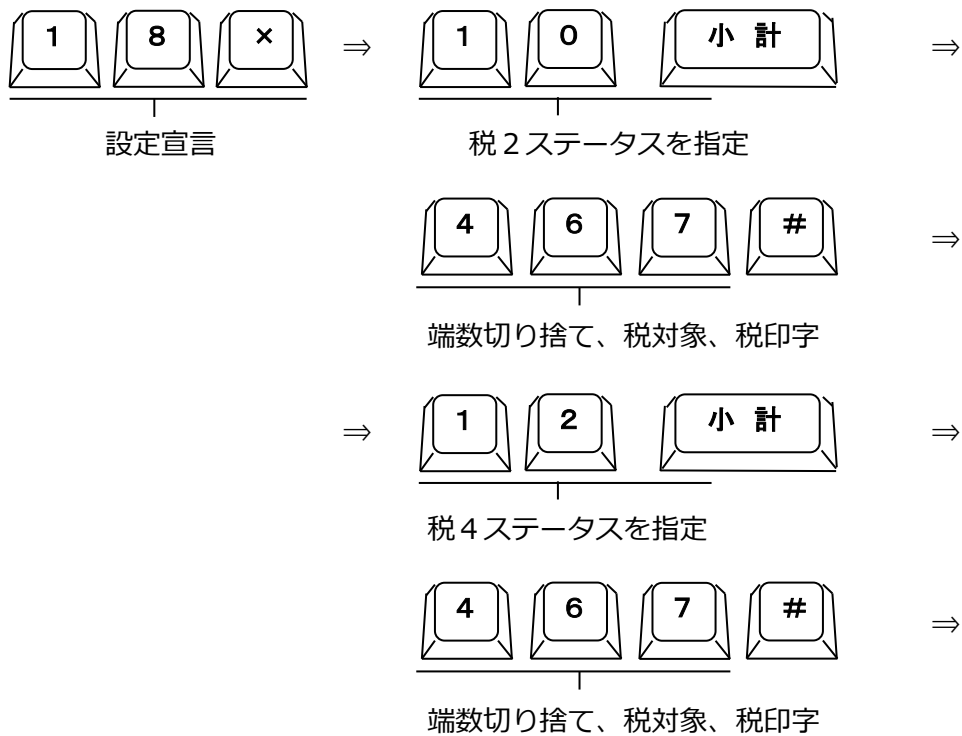 1 8 × ⇒ 1 0 小 計 ⇒
設定宣言 税２ステータスを指定
4 6 7 # ⇒
端数切り捨て、税対象、税印字
⇒ 1 2 小 計 ⇒
税４ステータスを指定
4 6 7 # ⇒
端数切り捨て、税対象、税印字